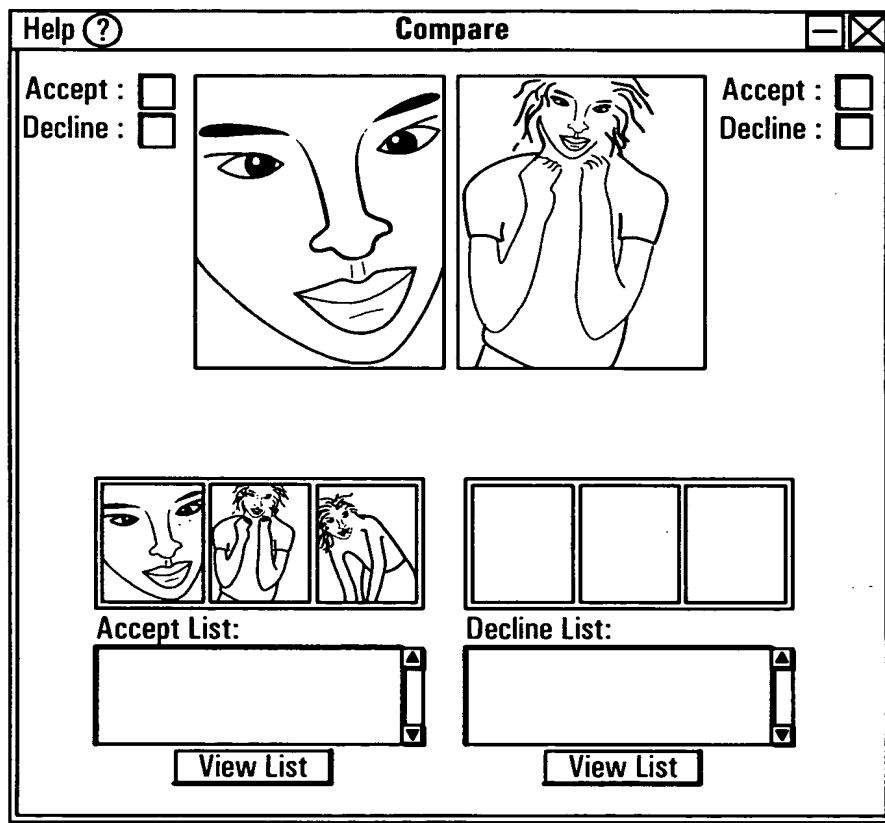 Help ? Compare
Accept :
Decline :
Accept :
Decline :
Accept List:
Decline List:
View List
View List